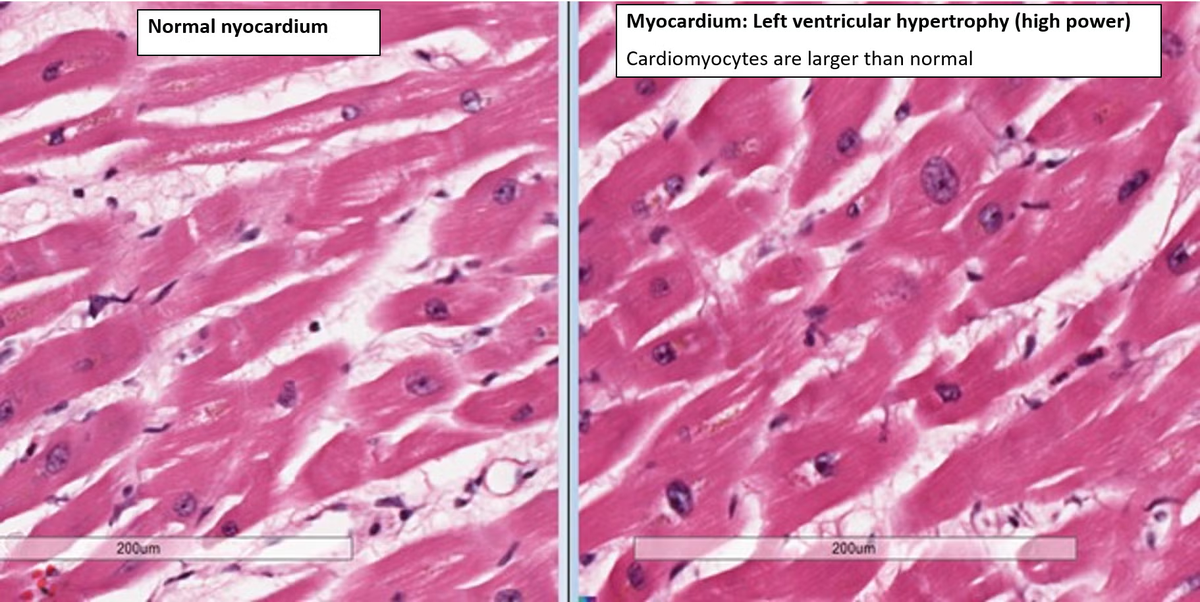 Normal nyocardium
Myocardium: Left ventricular hypertrophy (high power)
Cardiomyocytes are larger than normal
200um
200um